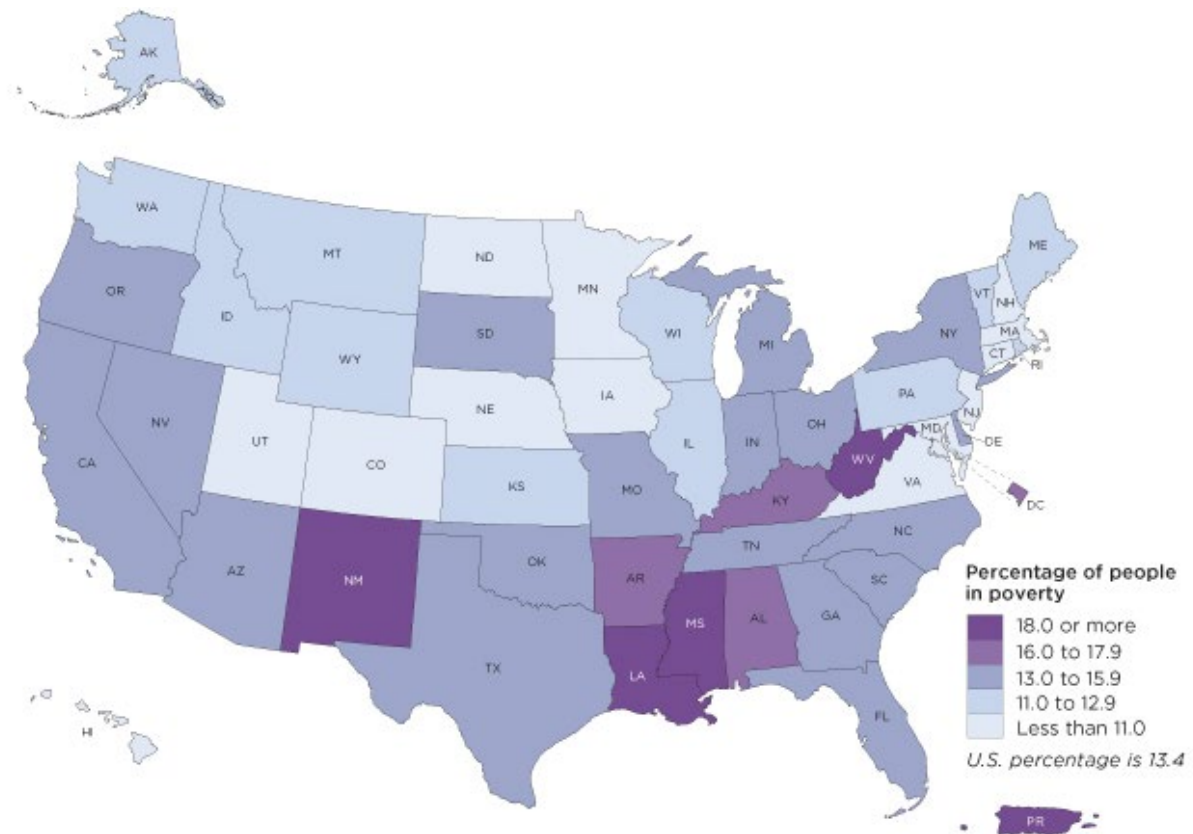 AK
WA
MT
ND
MN
ME
OR
ID
SD
WI
VT
NH
WY
MI
NY
MA
CT
RI
NE
IA
PA
NV
UT
NJ
CA
CO
IL
IN
OH
MD
DE
KS
MO
WV
VA
KY
DC
AZ
NM
OK
TN
NC
AR
SC
MS
AL
GA
TX
LA
FL
HI
Percentage of people
in poverty
18.0 or more
16.0 to 17.9
13.0 to 15.9
11.0 to 12.9
Less than 11.0
U.S. percentage is 13.4
PR